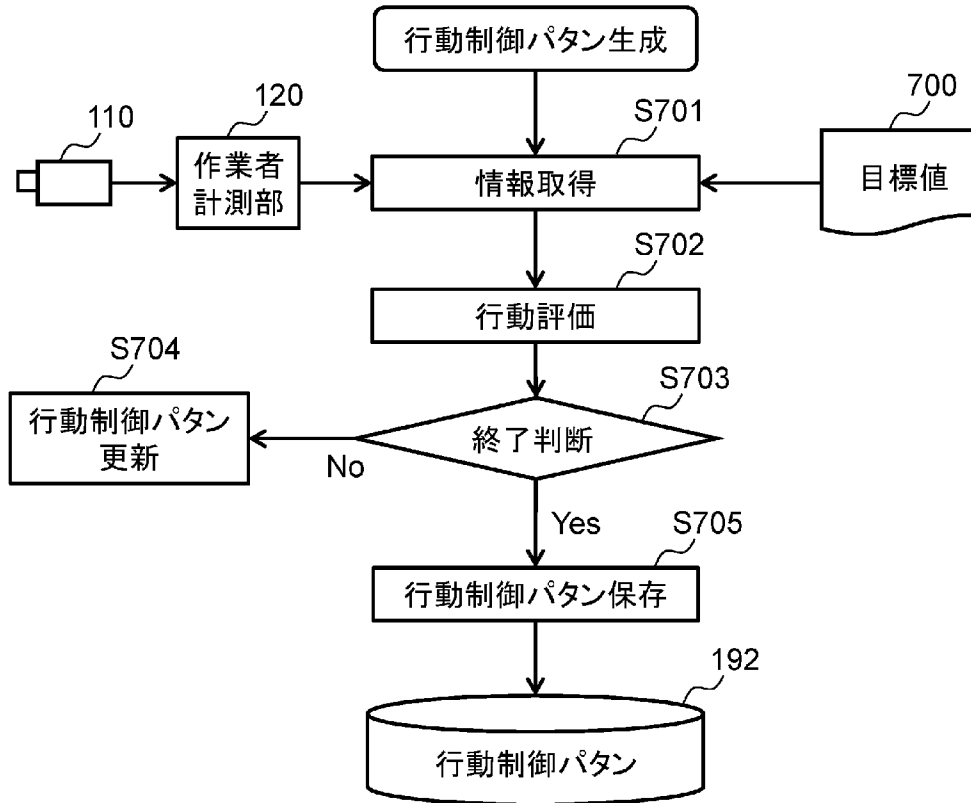 行動制御パタン生成
110
120
S701
700
作業者
計測部
情報取得
目標値
S702
行動評価
S704
S703
行動制御パタン
更新
終了判断
No
Yes
S705
行動制御パタン保存
192
行動制御パタン